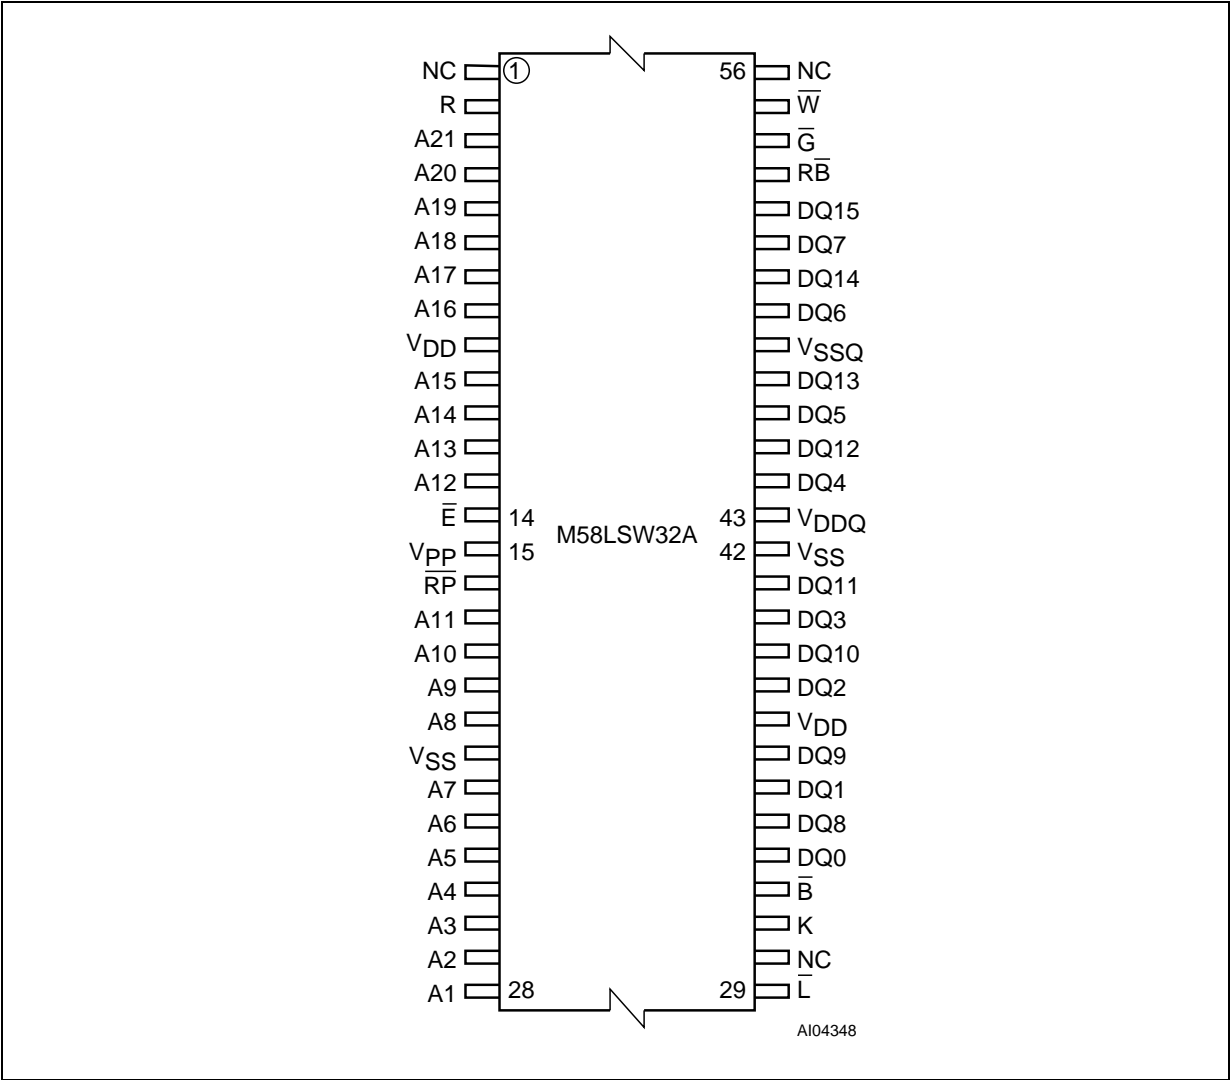 NC 1 56 NC
R W̅
A21 G̅
A20 RB̅
A19 DQ15
A18 DQ7
A17 DQ14
A16 DQ6
VDD VSSQ
A15 DQ13
A14 DQ5
A13 DQ12
A12 DQ4
E̅ 14 43 VDDQ
M58LSW32A
VPP 15 42 VSS
R̅P̅ DQ11
A11 DQ3
A10 DQ10
A9 DQ2
A8 VDD
VSS DQ9
A7 DQ1
A6 DQ8
A5 DQ0
A4 B̅
A3 K
A2 NC
A1 28 29 L̅
AI04348